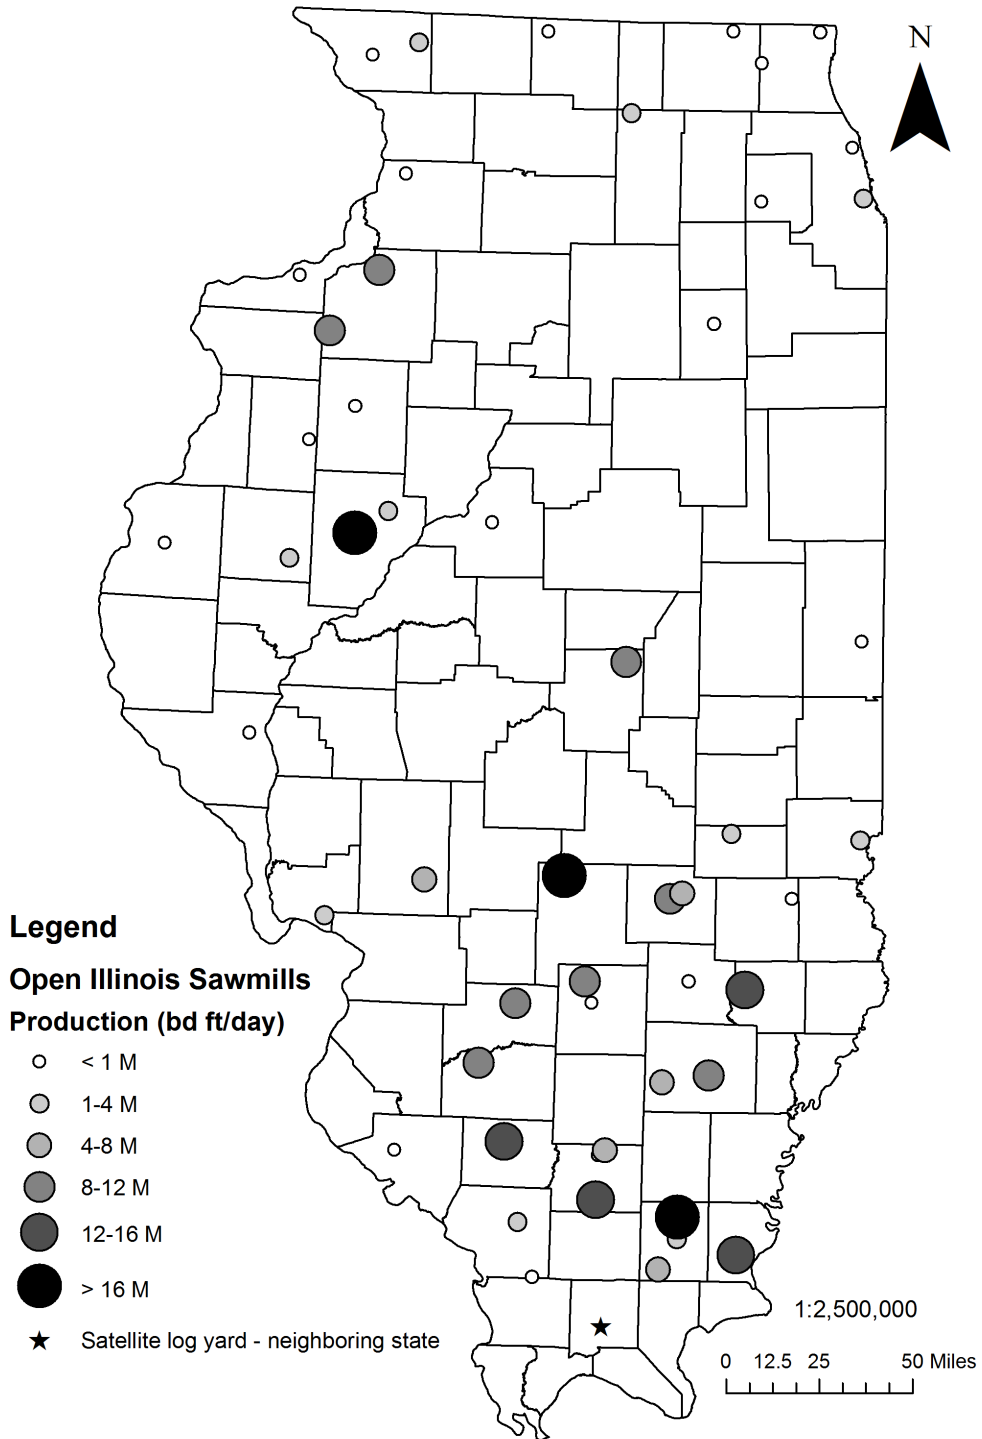 N
Legend
Open Illinois Sawmills
Production (bd ft/day)
< 1 M
1-4 M
4-8 M
8-12 M
12-16 M
> 16 M
Satellite log yard - neighboring state
1:2,500,000
0 12.5 25 50 Miles